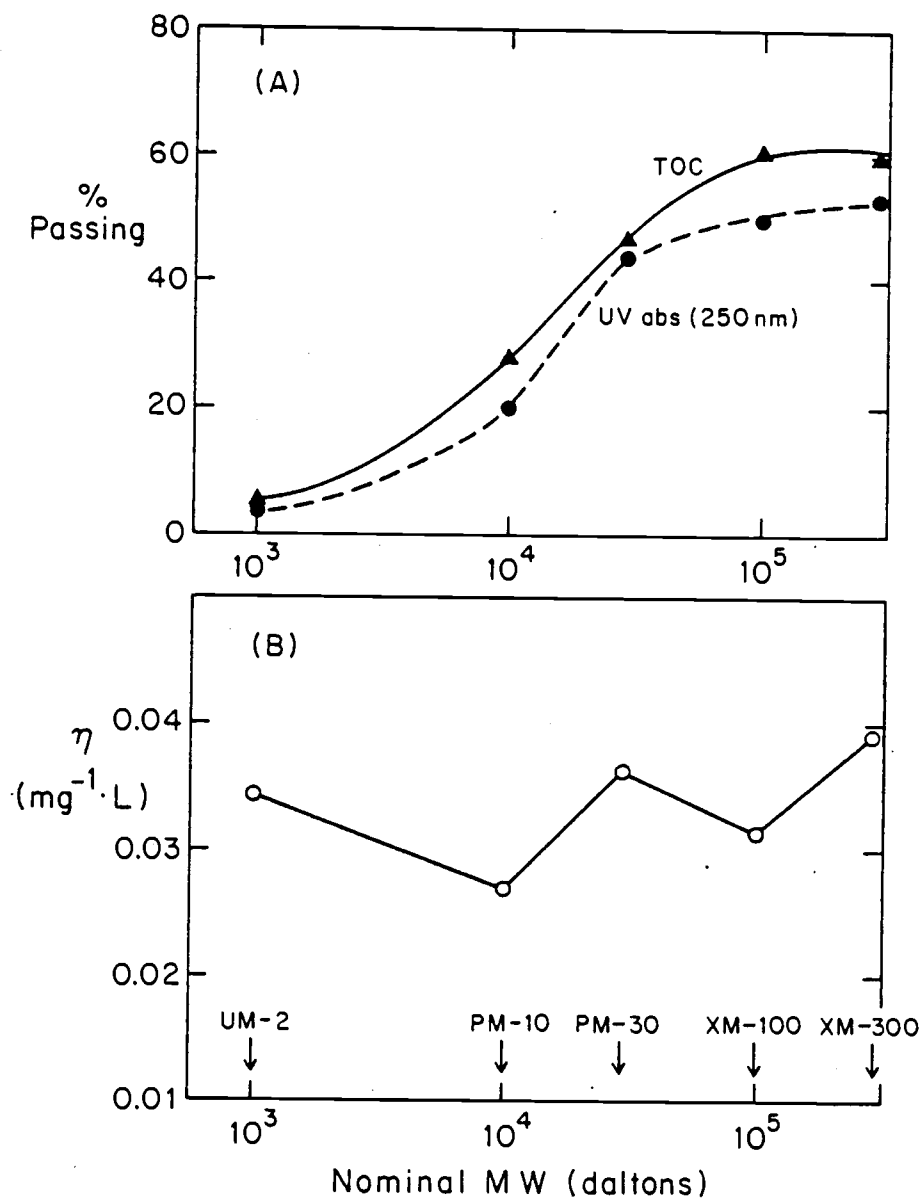 80
(A)
60
TOC
%
Passing
40
UV abs (250 nm)
20
0
10³ 10⁴ 10⁵
(B)
0.04
η
(mg⁻¹·L)
0.03
0.02
UM-2 PM-10 PM-30 XM-100 XM-300
0.01
10³ 10⁴ 10⁵
Nominal MW (daltons)